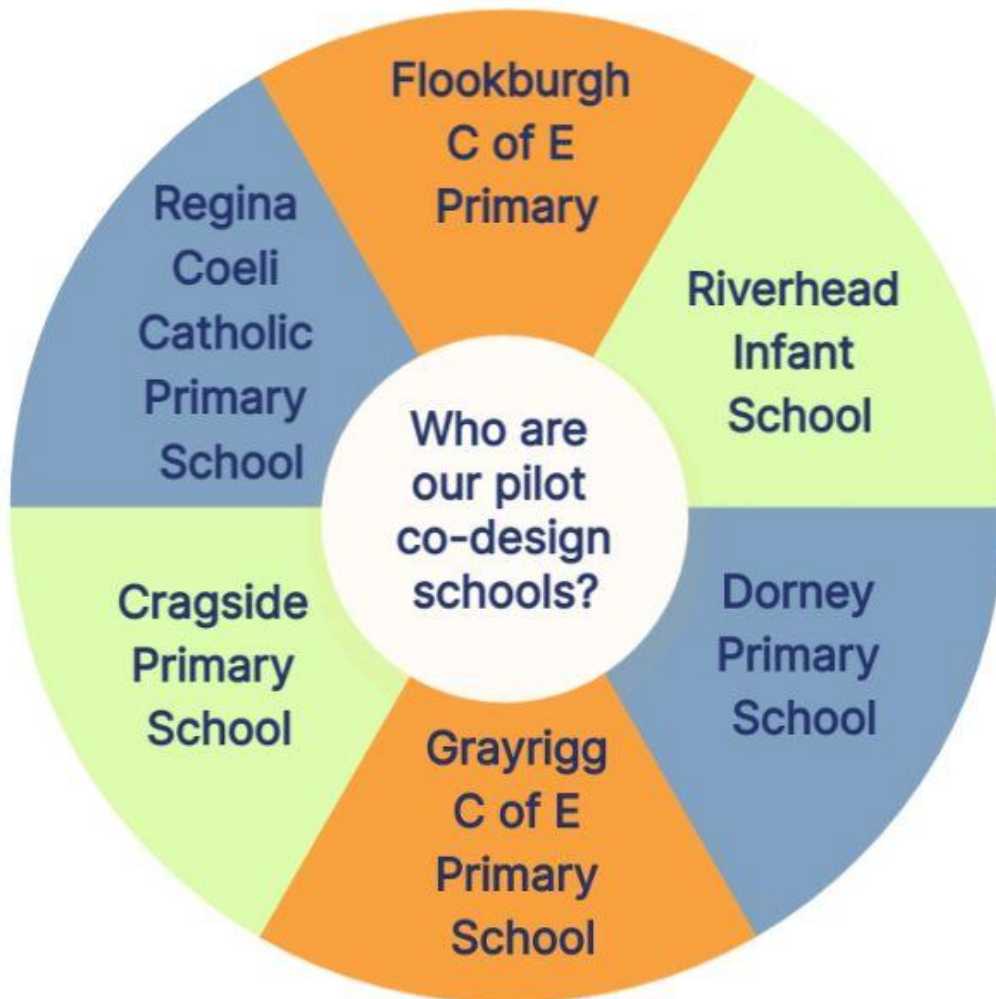 Who are
our pilot
co-design
schools?
Flookburgh
C of E
Primary
Riverhead
Infant
School
Dorney
Primary
School
Grayrigg
C of E
Primary
School
Cragside
Primary
School
Regina
Coeli
Catholic
Primary
School